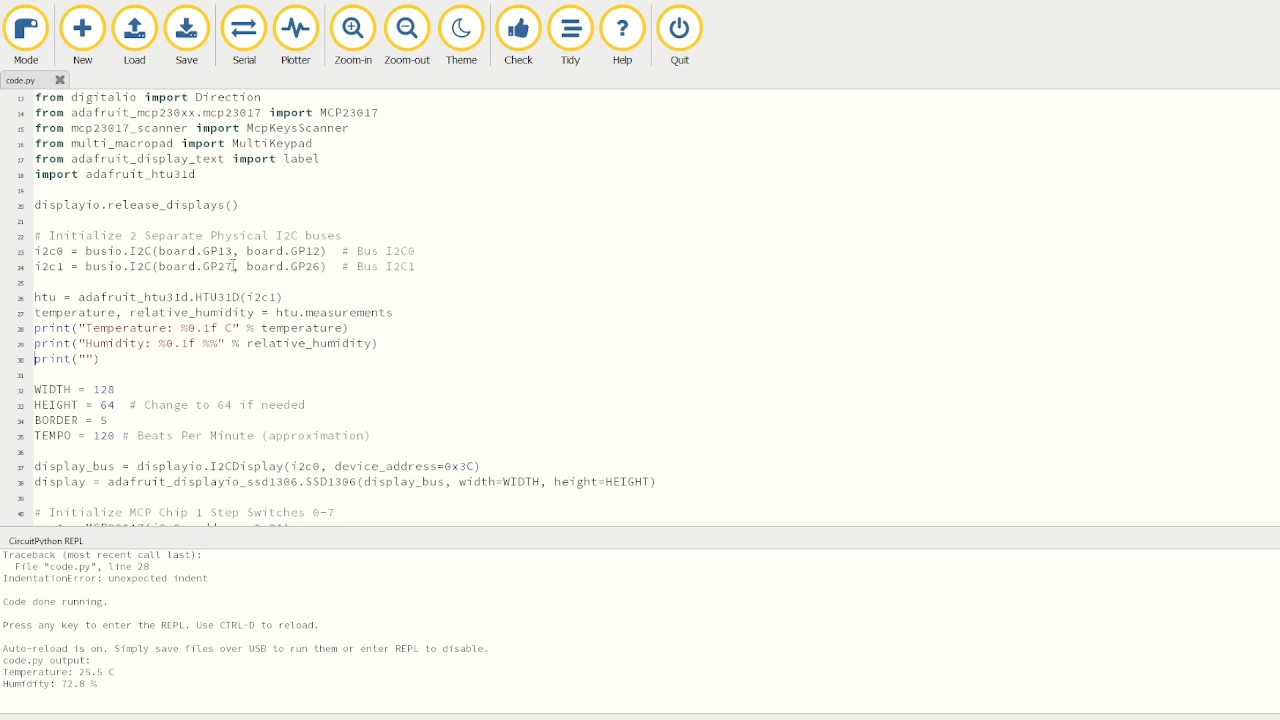 Mode New Load Save Serial Plotter Zoom-in Zoom-out Theme Check Tidy ? Help Quit
code.py
13 from digitalio import Direction
14 from adafruit_mcp230xx.mcp23017 import MCP23017
15 from mcp23017_scanner import McpKeysScanner
16 from multi_macropad import MultiKeypad
17 from adafruit_display_text import label
18 import adafruit_htu31d
19
20 displayio.release_displays()
21
22 # Initialize 2 Separate Physical I2C buses
23 i2c0 = busio.I2C(board.GP13, board.GP12)  # Bus I2C0
24 i2c1 = busio.I2C(board.GP27, board.GP26)  # Bus I2C1
25
26 htu = adafruit_htu31d.HTU31D(i2c1)
27 temperature, relative_humidity = htu.measurements
28 print("Temperature: %0.1f C" % temperature)
29 print("Humidity: %0.1f %%" % relative_humidity)
30 print("")
31
32 WIDTH = 128
33 HEIGHT = 64  # Change to 64 if needed
34 BORDER = 5
35 TEMPO = 120 # Beats Per Minute (approximation)
36
37 display_bus = displayio.I2CDisplay(i2c0, device_address=0x3C)
38 display = adafruit_displayio_ssd1306.SSD1306(display_bus, width=WIDTH, height=HEIGHT)
39
40 # Initialize MCP Chip 1 Step Switches 0-7
CircuitPython REPL
Traceback (most recent call last):
  File "code.py", line 28
IndentationError: unexpected indent
Code done running.
Press any key to enter the REPL. Use CTRL-D to reload.
Auto-reload is on. Simply save files over USB to run them or enter REPL to disable.
code.py output:
Temperature: 25.5 C
Humidity: 72.8 %